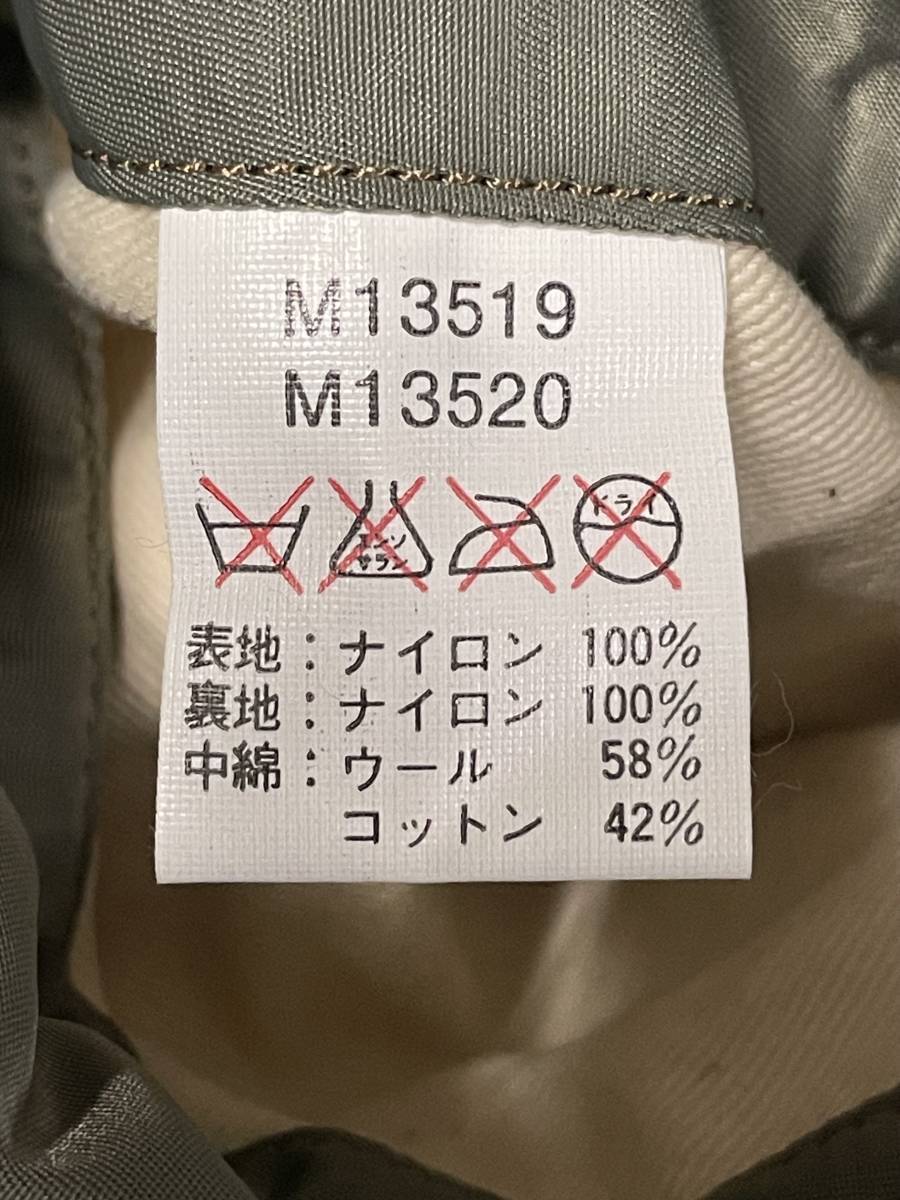 M13519
M13520
エンソ
サラシ
ドライ
表地：ナイロン 100%
裏地：ナイロン 100%
中綿：ウール 58%
コットン 42%